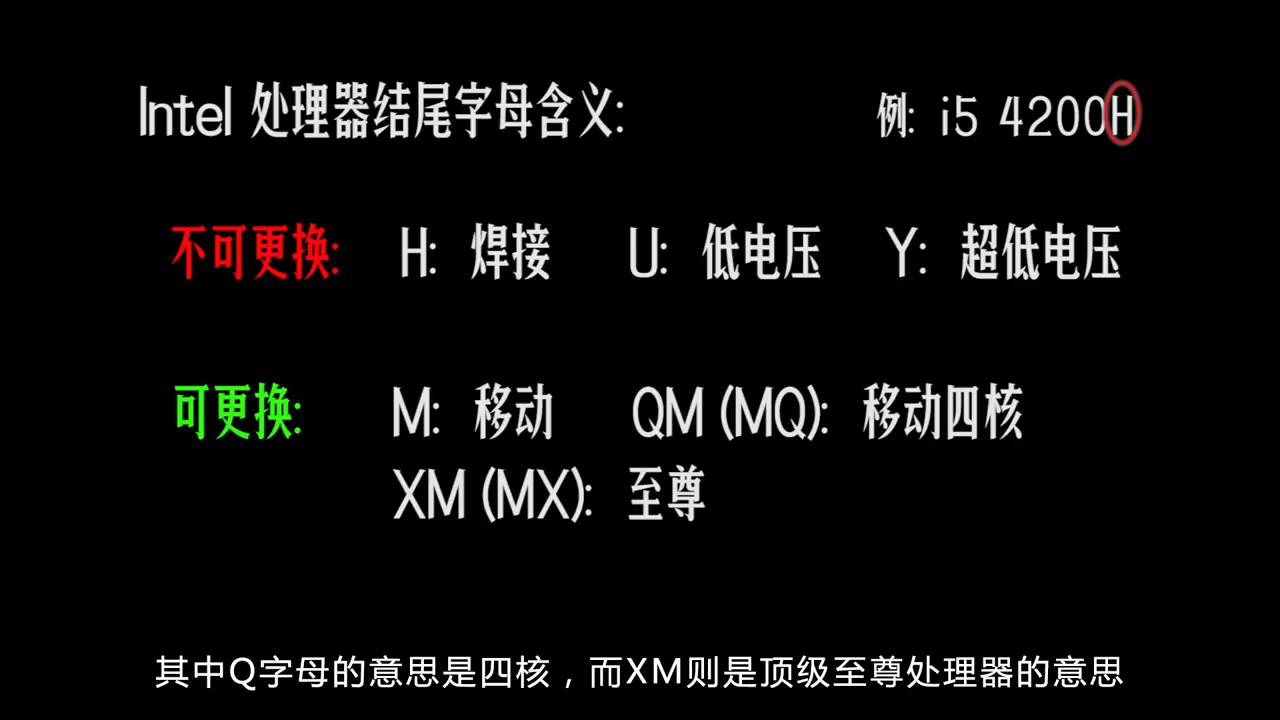 Intel 处理器结尾字母含义: 例: i5 4200H
不可更换: H: 焊接 U: 低电压 Y: 超低电压
可更换: M: 移动 QM (MQ): 移动四核
XM (MX): 至尊
其中Q字母的意思是四核，而XM则是顶级至尊处理器的意思